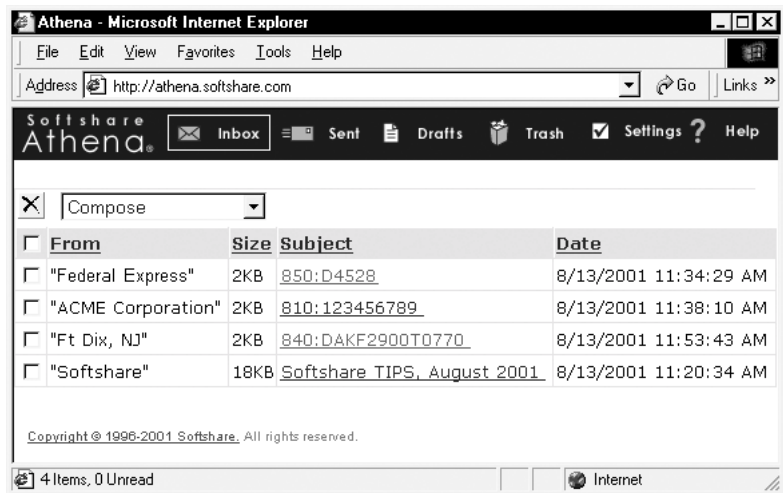 Athena - Microsoft Internet Explorer
File Edit View Favorites Tools Help
Address http://athena.softshare.com Go Links »
Softshare
Athena® Inbox Sent Drafts Trash Settings ? Help
Compose
From Size Subject Date
"Federal Express" 2KB 850:D4528 8/13/2001 11:34:29 AM
"ACME Corporation" 2KB 810:123456789 8/13/2001 11:38:10 AM
"Ft Dix, NJ" 2KB 840:DAKF2900T0770 8/13/2001 11:53:43 AM
"Softshare" 18KB Softshare TIPS, August 2001 8/13/2001 11:20:34 AM
Copyright © 1996-2001 Softshare. All rights reserved.
4 Items, 0 Unread Internet